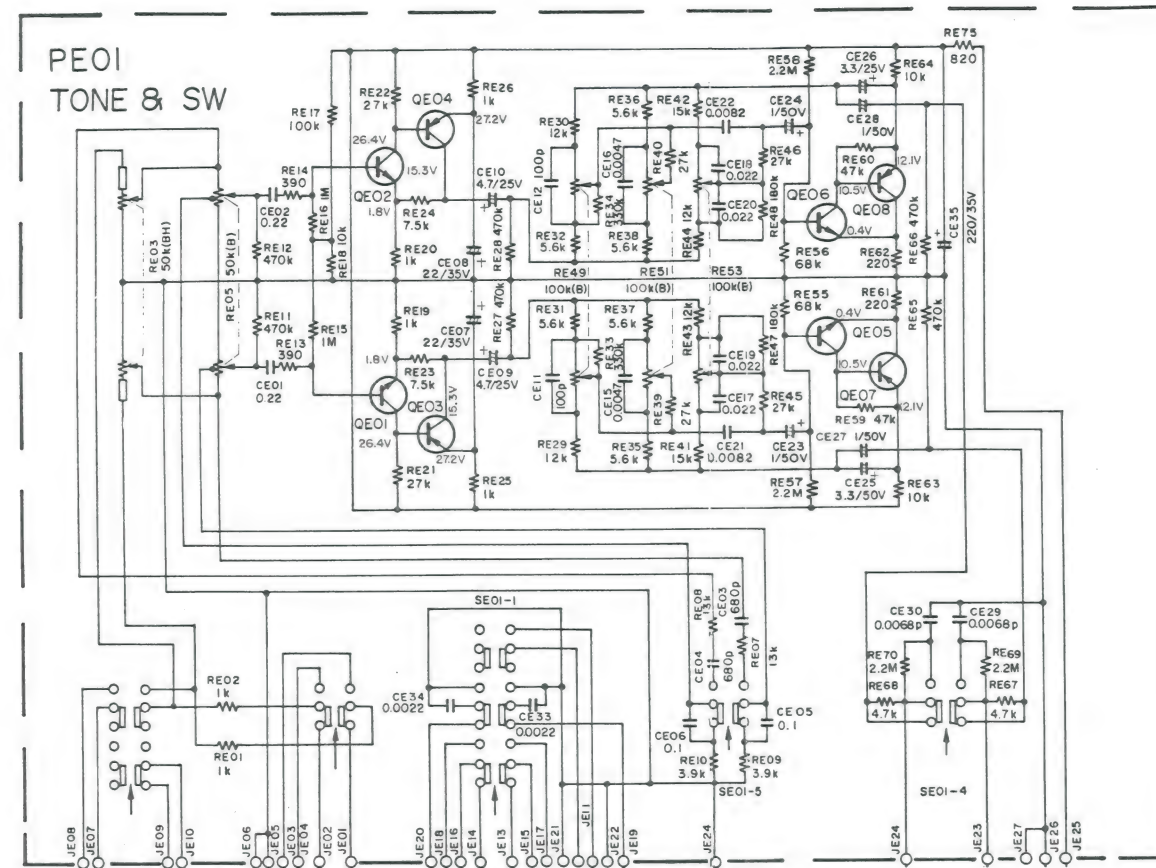 PE01
TONE & SW
RE03
50k(BH)
RE05
50k(B)
RE14
390
CE02
0.22
RE12
470k
RE11
470k
RE13
390
CE01
0.22
RE17
100k
RE16 1M
RE18 10k
RE15
1M
RE22
27k
QE04
26.4V
15.3V
QE02
1.8V
RE24
7.5k
RE20
1k
RE26
1k
27.2V
CE10
4.7/25V
CE08
22/35V
RE28 470k
RE19
1k
CE07
22/35V
RE27 470k
1.8V
RE23
7.5k
CE09
4.7/25V
15.3V
QE03
QE01
26.4V
27.2V
RE21
27k
RE25
1k
RE30
12k
CE12 100p
RE32
5.6k
RE36
5.6k
CE16
0.0047
RE34
330k
RE38
5.6k
RE40
27k
RE42
15k
CE22
0.0082
CE18
0.022
CE20
0.022
RE44 12k
RE46
27k
RE48 180k
CE24
1/50V
RE58
2.2M
RE49
100k(B)
RE51
100k(B)
RE53
100k(B)
RE31
5.6k
CE11
100p
RE29
12k
RE37
5.6k
RE33
330k
CE15
0.0047
RE35
5.6k
RE39
27k
RE43 12k
RE41
15k
CE19
0.022
CE17
0.022
CE21
0.0082
RE47 180k
RE45
27k
CE23
1/50V
RE57
2.2M
RE56
68k
RE55
68k
CE26
3.3/25V
CE28
1/50V
RE64
10k
RE75
820
RE60
47k
12.1V
QE06
10.5V
QE08
0.4V
RE62
220
RE66 470k
CE35
220/35V
RE61
220
RE65
470k
0.4V
QE05
10.5V
QE07
12.1V
RE59 47k
CE27 1/50V
CE25
3.3/50V
RE63
10k
RE02
1k
RE01
1k
SE01-1
CE34
0.0022
CE33
0.0022
RE08
13k
CE03
680p
CE04
680p
RE07
13k
CE06
0.1
CE05
0.1
RE10
3.9k
RE09
3.9k
SE01-5
CE30
0.0068p
CE29
0.0068p
RE70
2.2M
RE69
2.2M
RE68
4.7k
RE67
4.7k
SE01-4
JE08
JE07
JE09
JE10
JE06
JE05
JE03
JE04
JE02
JE01
JE20
JE18
JE16
JE14
JE13
JE15
JE17
JE21
JE11
JE22
JE19
JE24
JE24
JE23
JE27
JE26
JE25